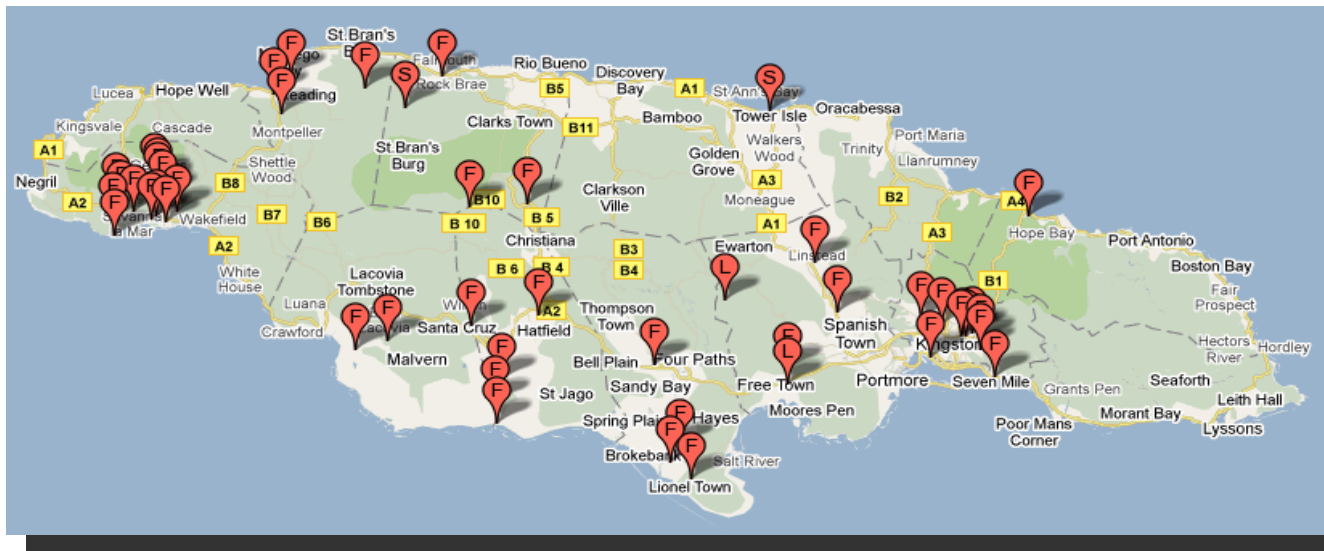 St.Bran's
F
F
F
F
F
S
S
Rio Bueno
Discovery
Bay
B5
A1
Rock Brae
Lucea
Hope Well
Reading
Tower Isle
Oracabessa
Kingsvale
Cascade
Montpeller
Clarks Town
B11
Bamboo
Walkers
Wood
Port Maria
A1
St.Bran's
Burg
Golden
Grove
Trinity
Llanrumney
Shettle
Wood
Negril
B8
A3
F
F
F
F
F
F
F
F
F
F
F
F
A2
B10
Clarkson
Ville
Moneague
B2
A4
Wakefield
B7
B6
B 10
B 5
A1
A3
Hope Bay
la Mar
A2
Christiana
B3
Ewarton
F
Linstead
Port Antonio
White
House
B 6
B 4
B4
L
F
B1
Boston Bay
Lacovia
Tombstone
F
F
F
F
F
F
F
Fair
Prospect
Luana
Crawford
F
F
Santa Cruz
A2
Hatfield
Thompson
Town
F
Spanish
Town
F
Kingston
F
Hectors
River
Hordley
Malvern
F
F
F
Bell Plain
Four Paths
F
L
Free Town
Portmore
Seven Mile
Grants Pen
Seaforth
St Jago
Sandy Bay
Moores Pen
Leith Hall
Spring Plain
F
Hayes
Poor Mans
Corner
Morant Bay
Lyssons
F
F
Brokebank
Salt River
Lionel Town